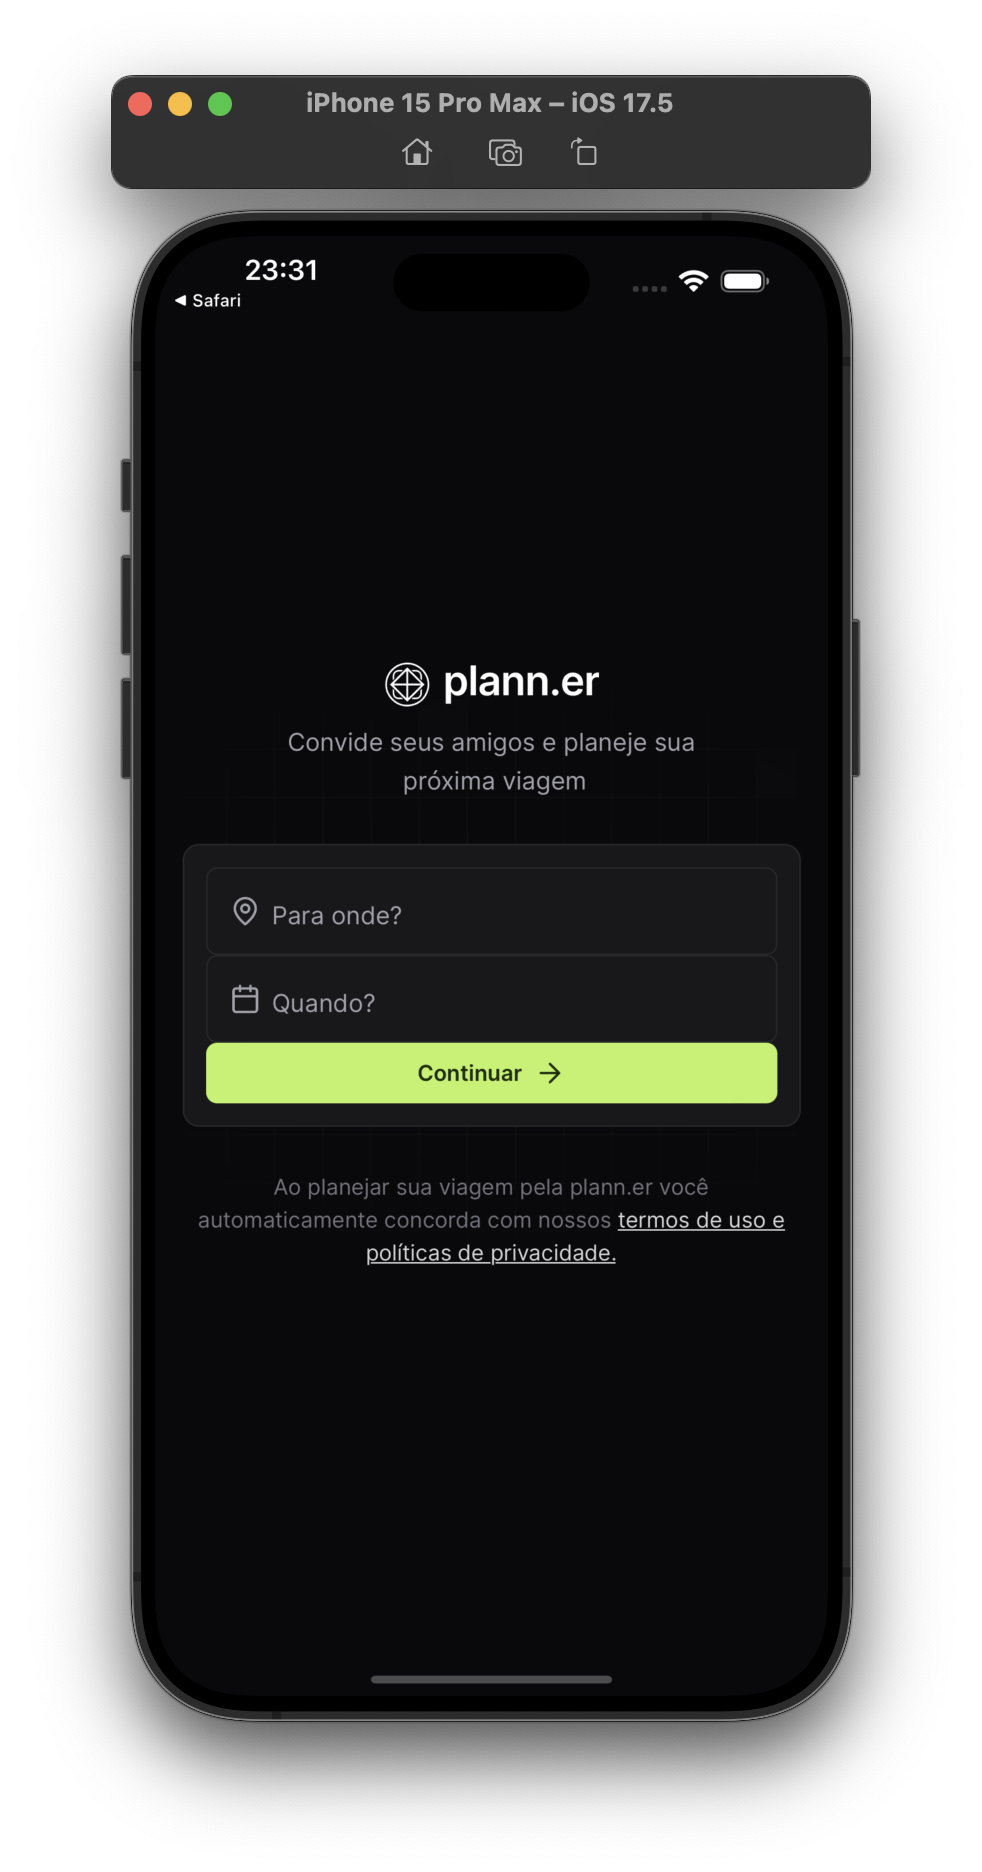 iPhone 15 Pro Max – iOS 17.5
23:31
◀ Safari
plann.er
Convide seus amigos e planeje sua
próxima viagem
Para onde?
Quando?
Continuar →
Ao planejar sua viagem pela plann.er você
automaticamente concorda com nossos termos de uso e
políticas de privacidade.